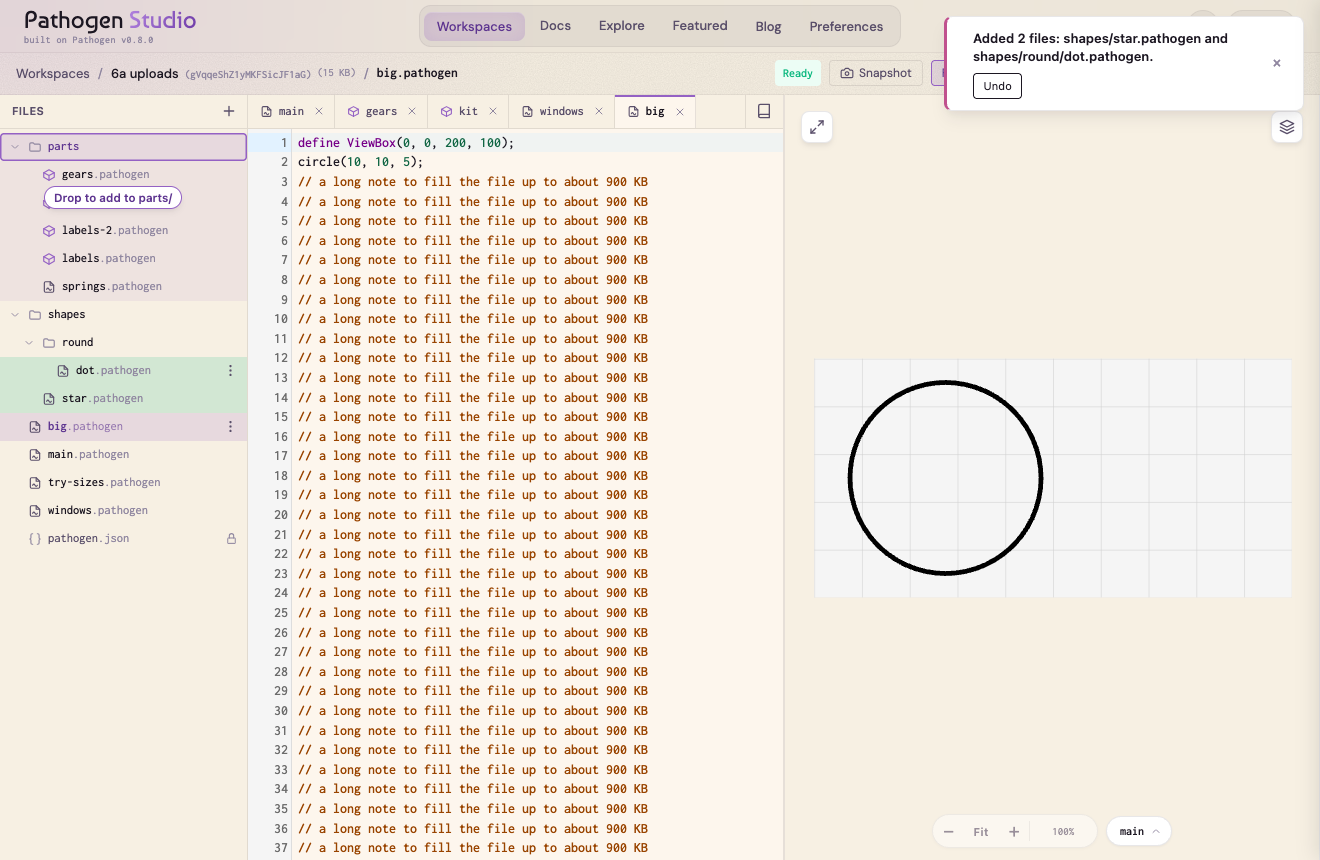 Pathogen Studio
built on Pathogen v0.8.0
Workspaces
Docs
Explore
Featured
Blog
Preferences
Added 2 files: shapes/star.pathogen and
shapes/round/dot.pathogen.
Undo
Workspaces / 6a uploads (gVqqeShZ1yMKFSicJF1aG) (15 KB) / big.pathogen
Ready
Snapshot
FILES
main
gears
kit
windows
big
parts
gears.pathogen
Drop to add to parts/
labels-2.pathogen
labels.pathogen
springs.pathogen
shapes
round
dot.pathogen
star.pathogen
big.pathogen
main.pathogen
try-sizes.pathogen
windows.pathogen
{} pathogen.json
1 define ViewBox(0, 0, 200, 100);
2 circle(10, 10, 5);
3 // a long note to fill the file up to about 900 KB
4 // a long note to fill the file up to about 900 KB
5 // a long note to fill the file up to about 900 KB
6 // a long note to fill the file up to about 900 KB
7 // a long note to fill the file up to about 900 KB
8 // a long note to fill the file up to about 900 KB
9 // a long note to fill the file up to about 900 KB
10 // a long note to fill the file up to about 900 KB
11 // a long note to fill the file up to about 900 KB
12 // a long note to fill the file up to about 900 KB
13 // a long note to fill the file up to about 900 KB
14 // a long note to fill the file up to about 900 KB
15 // a long note to fill the file up to about 900 KB
16 // a long note to fill the file up to about 900 KB
17 // a long note to fill the file up to about 900 KB
18 // a long note to fill the file up to about 900 KB
19 // a long note to fill the file up to about 900 KB
20 // a long note to fill the file up to about 900 KB
21 // a long note to fill the file up to about 900 KB
22 // a long note to fill the file up to about 900 KB
23 // a long note to fill the file up to about 900 KB
24 // a long note to fill the file up to about 900 KB
25 // a long note to fill the file up to about 900 KB
26 // a long note to fill the file up to about 900 KB
27 // a long note to fill the file up to about 900 KB
28 // a long note to fill the file up to about 900 KB
29 // a long note to fill the file up to about 900 KB
30 // a long note to fill the file up to about 900 KB
31 // a long note to fill the file up to about 900 KB
32 // a long note to fill the file up to about 900 KB
33 // a long note to fill the file up to about 900 KB
34 // a long note to fill the file up to about 900 KB
35 // a long note to fill the file up to about 900 KB
36 // a long note to fill the file up to about 900 KB
37 // a long note to fill the file up to about 900 KB
Fit
100%
main